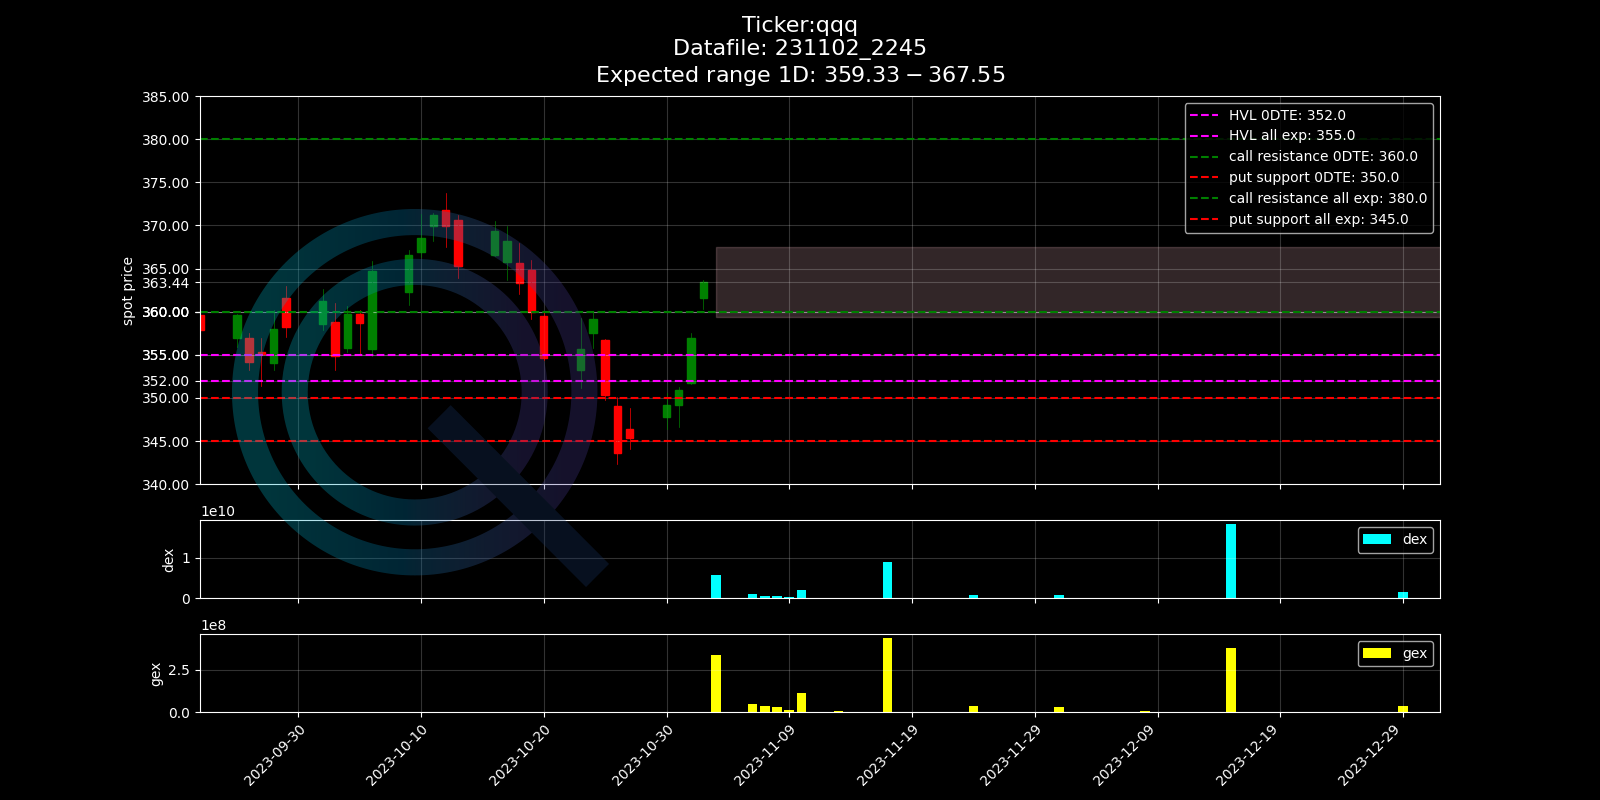 Ticker:qqq
Datafile: 231102_2245
Expected range 1D: 359.33 − 367.55
385.00
380.00
375.00
370.00
365.00
363.44
360.00
355.00
352.00
350.00
345.00
340.00
spot price
HVL 0DTE: 352.0
HVL all exp: 355.0
call resistance 0DTE: 360.0
put support 0DTE: 350.0
call resistance all exp: 380.0
put support all exp: 345.0
1e10
1
0
dex
dex
1e8
2.5
0.0
gex
gex
2023-09-30
2023-10-10
2023-10-20
2023-10-30
2023-11-09
2023-11-19
2023-11-29
2023-12-09
2023-12-19
2023-12-29